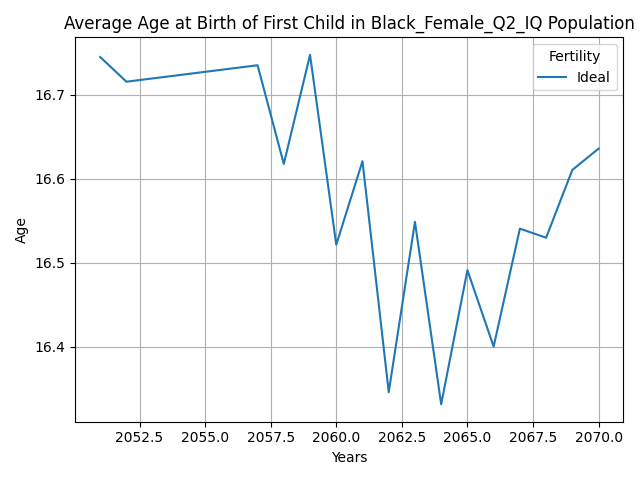 Average Age at Birth of First Child in Black_Female_Q2_IQ Population
Fertility
Ideal
16.7
16.6
16.5
16.4
Age
2052.5 2055.0 2057.5 2060.0 2062.5 2065.0 2067.5 2070.0
Years